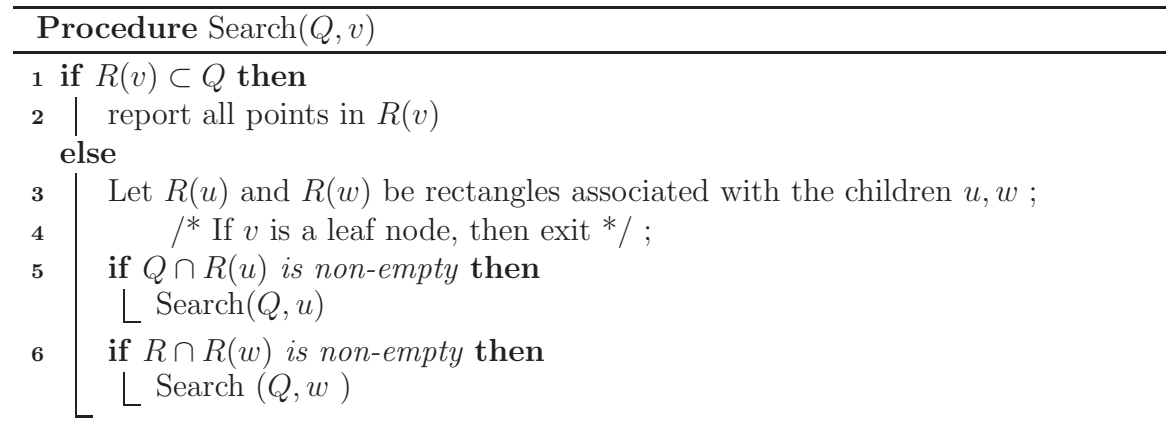 Procedure Search(Q, v)
1 if R(v) ⊂ Q then
2 report all points in R(v)
else
3 Let R(u) and R(w) be rectangles associated with the children u, w ;
4 /* If v is a leaf node, then exit */ ;
5 if Q ∩ R(u) is non-empty then
Search(Q, u)
6 if R ∩ R(w) is non-empty then
Search (Q, w )